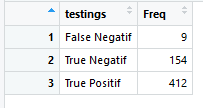 testings Freq
1 False Negatif 9
2 True Negatif 154
3 True Positif 412